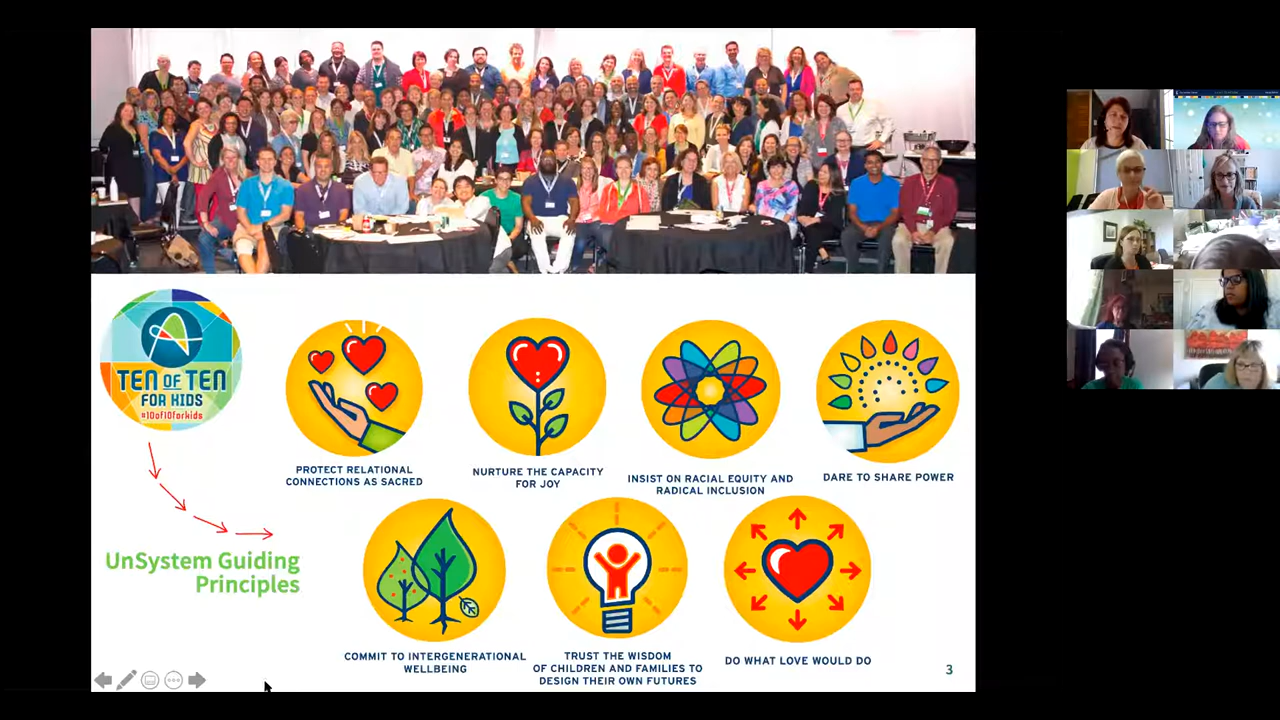 TEN OF TEN
FOR KIDS
#10of10forkids
PROTECT RELATIONAL
CONNECTIONS AS SACRED
NURTURE THE CAPACITY
FOR JOY
INSIST ON RACIAL EQUITY AND
RADICAL INCLUSION
DARE TO SHARE POWER
UnSystem Guiding
Principles
COMMIT TO INTERGENERATIONAL
WELLBEING
TRUST THE WISDOM
OF CHILDREN AND FAMILIES TO
DESIGN THEIR OWN FUTURES
DO WHAT LOVE WOULD DO
3